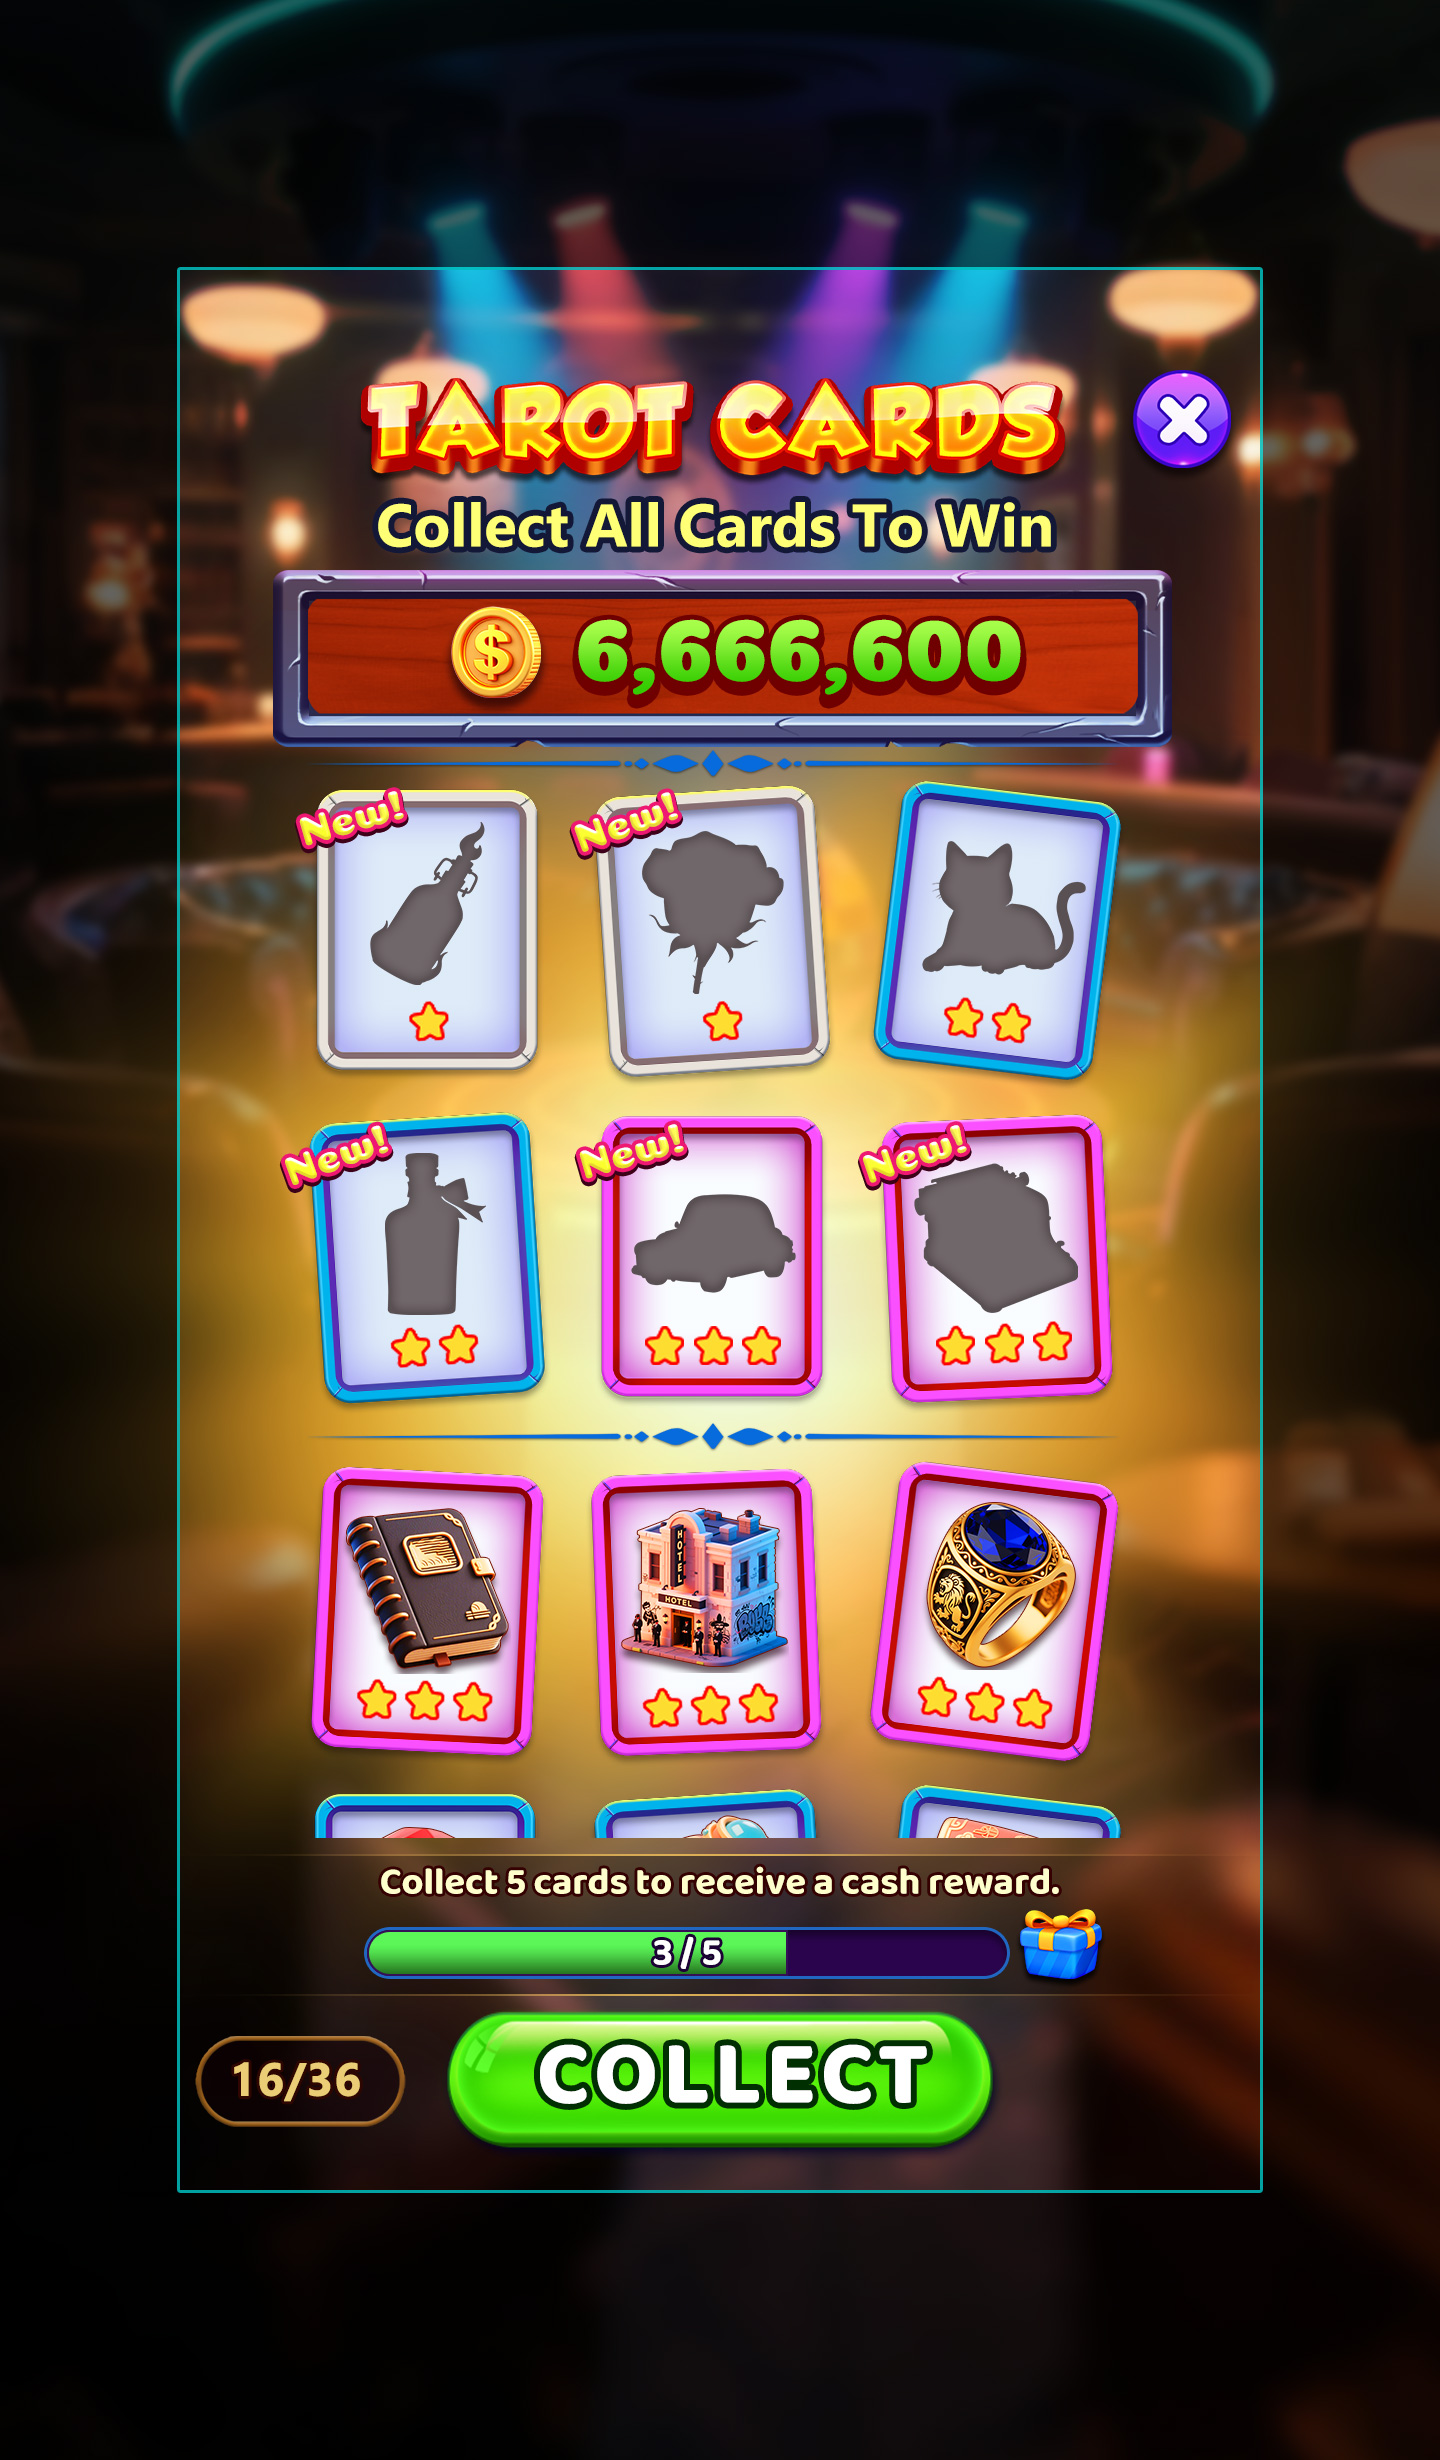 TAROT CARDS
Collect All Cards To Win
$ 6,666,600
New!
New!
New!
New!
New!
HOTEL
HOTEL
Collect 5 cards to receive a cash reward.
3/5
16/36
COLLECT